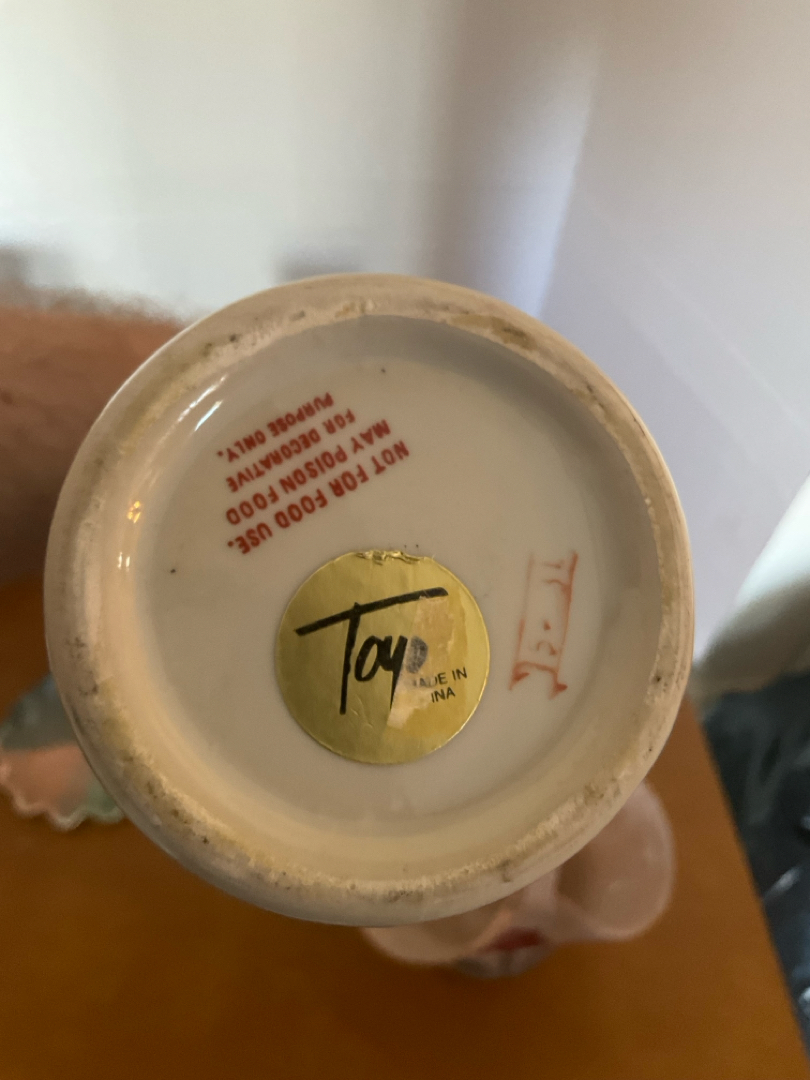 NOT FOR FOOD USE.
MAY POISON FOOD
FOR DECORATIVE
PURPOSE ONLY.
Toyo
MADE IN
INA